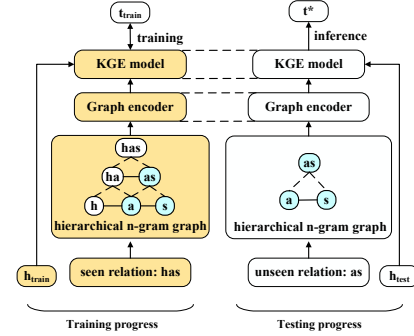 t_train
t*
training
inference
KGE model
KGE model
Graph encoder
Graph encoder
has
ha
as
h
a
s
hierarchical n-gram graph
as
a
s
hierarchical n-gram graph
seen relation: has
unseen relation: as
h_train
h_test
Training progress
Testing progress